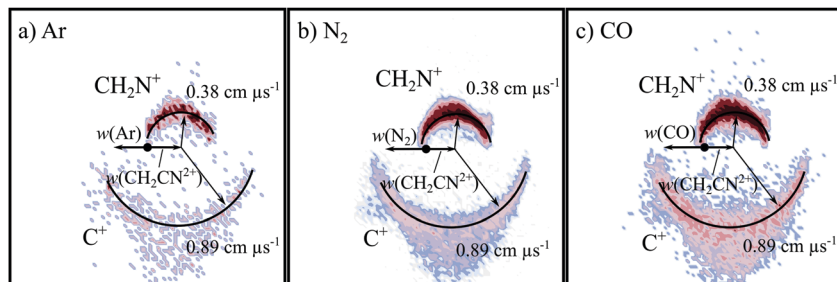 a) Ar
CH₂N⁺
0.38 cm µs⁻¹
w(Ar)
w(CH₂CN²⁺)
C⁺
0.89 cm µs⁻¹
b) N₂
CH₂N⁺
0.38 cm µs⁻¹
w(N₂)
w(CH₂CN²⁺)
C⁺
0.89 cm µs⁻¹
c) CO
CH₂N⁺
0.38 cm µs⁻¹
w(CO)
w(CH₂CN²⁺)
C⁺
0.89 cm µs⁻¹